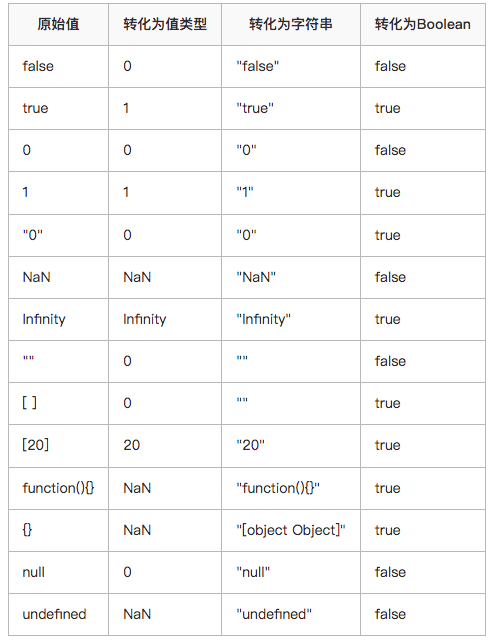 原始值 转化为值类型 转化为字符串 转化为Boolean
false 0 "false" false
true 1 "true" true
0 0 "0" false
1 1 "1" true
"0" 0 "0" true
NaN NaN "NaN" false
Infinity Infinity "Infinity" true
"" 0 "" false
[ ] 0 "" true
[20] 20 "20" true
function(){} NaN "function(){}" true
{} NaN "[object Object]" true
null 0 "null" false
undefined NaN "undefined" false